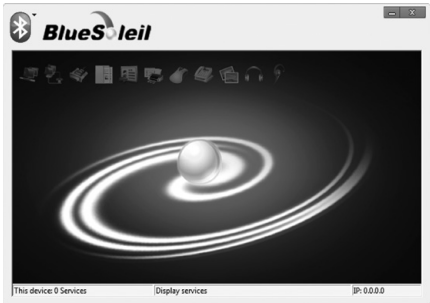 BlueSoleil
This device: 0 Services
Display services
IP: 0.0.0.0